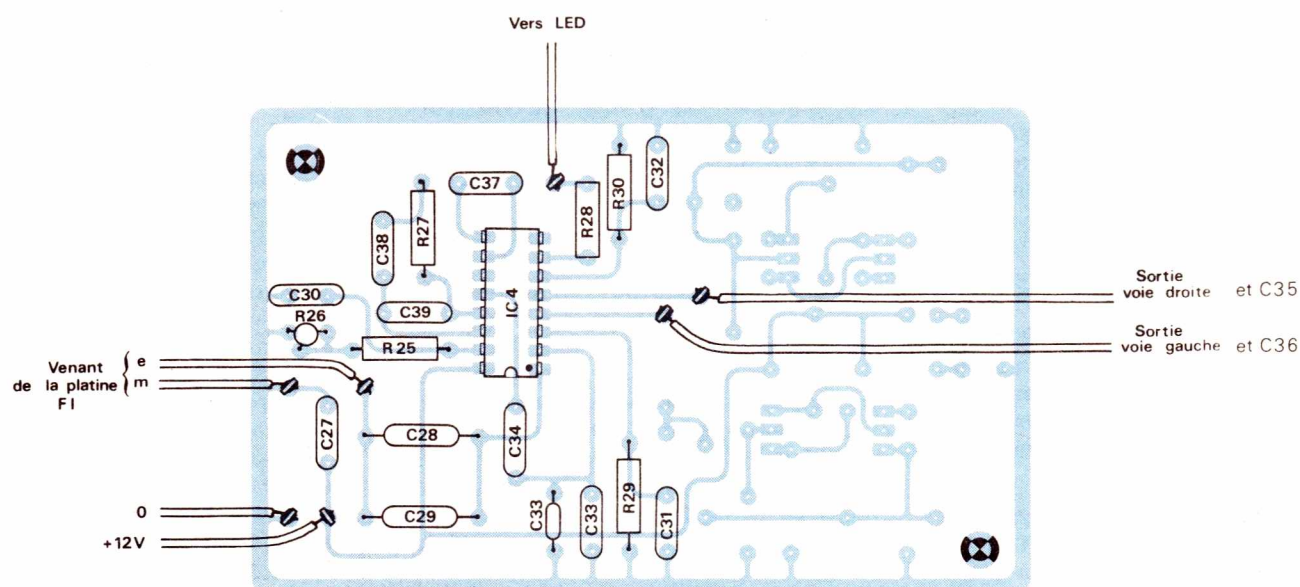 Vers LED
C37
R28
R30
C32
R27
C38
C30
R26
C39
R25
IC4
Sortie
voie droite et C35
Sortie
voie gauche et C36
Venant
de la platine
FI
e
m
C27
C28
C34
C29
C33
C33
R29
C31
0
+12V